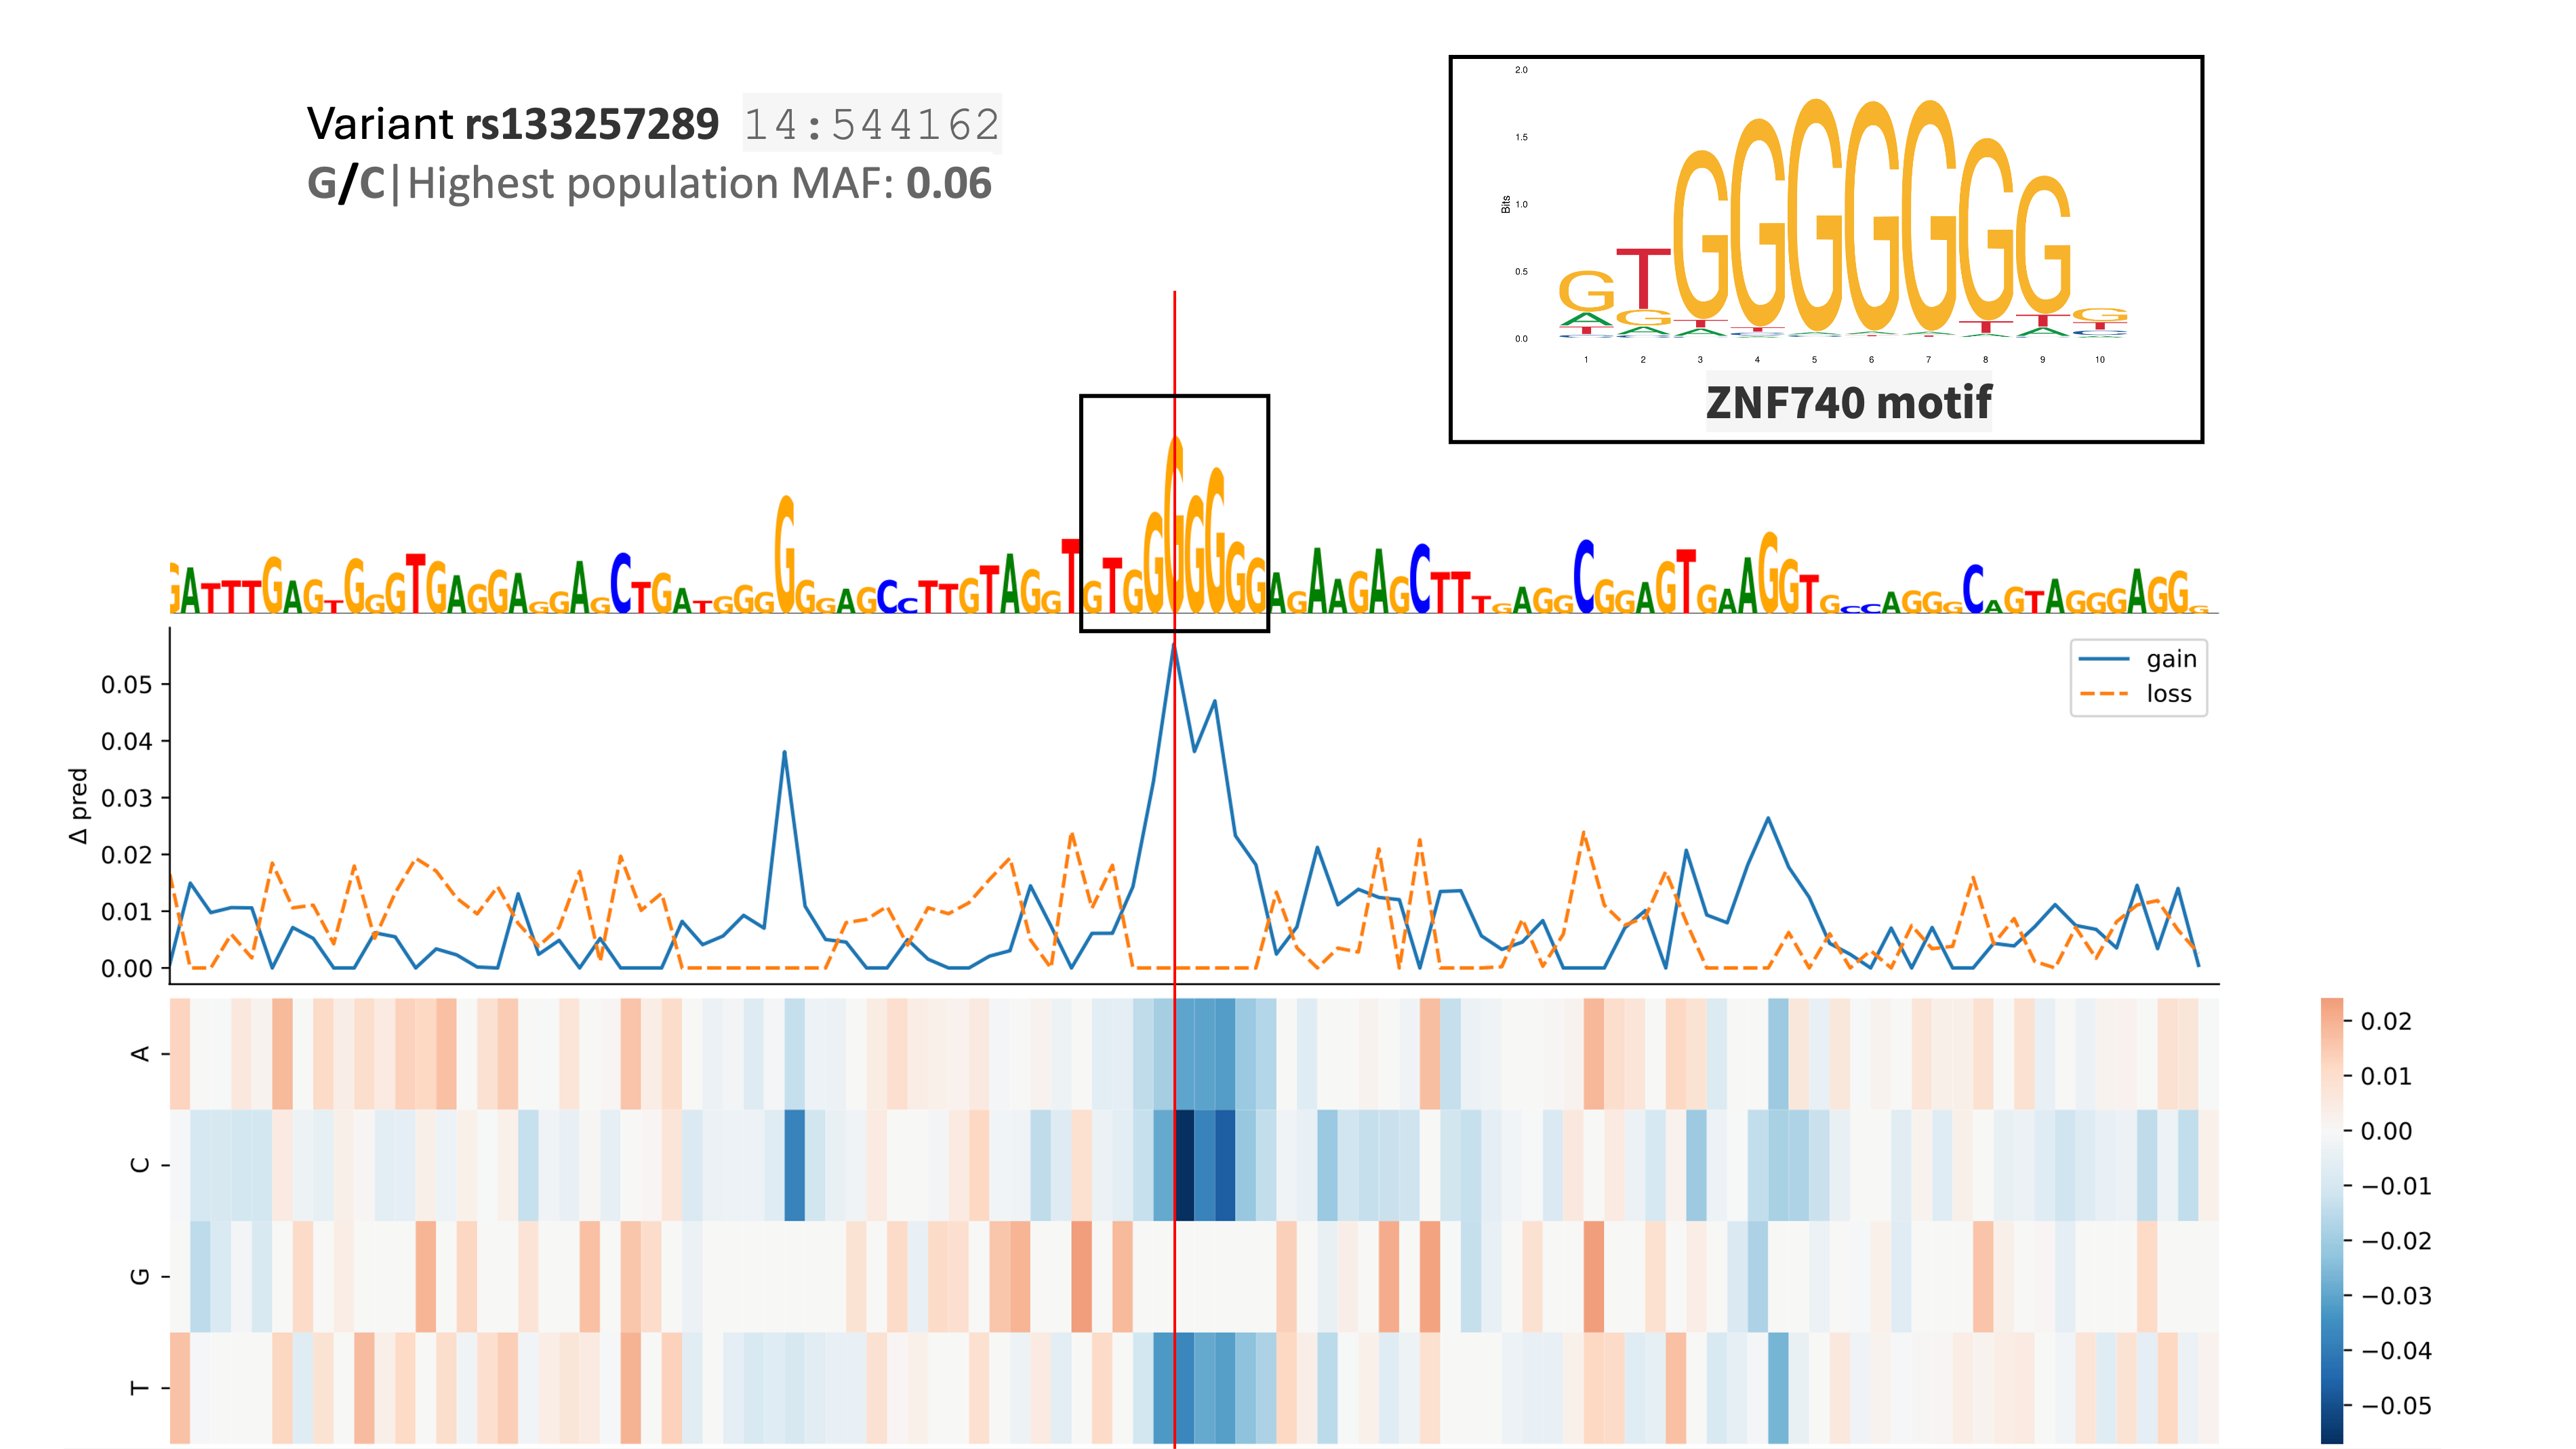 Variant rs133257289 14:544162
G/C|Highest population MAF: 0.06
2.0
1.5
1.0
0.5
0.0
Bits
GTGGGGGGGG
1 2 3 4 5 6 7 8 9 10
ZNF740 motif
GATTTGAGTGGGTGAGGAGGAGCTGATGGGGGGAGCCTTGTAGGTGTGGGGGGGAGAAGAGCTTTGAGGCGGAGTGAAGGTGCCAGGGCAGTAGGGAGGG
gain
loss
Δ pred
0.05
0.04
0.03
0.02
0.01
0.00
A
C
G
T
0.02
0.01
0.00
−0.01
−0.02
−0.03
−0.04
−0.05